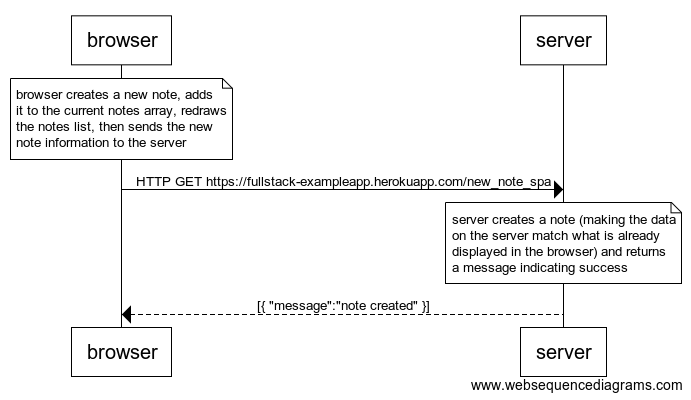 browser
server
browser creates a new note, adds
it to the current notes array, redraws
the notes list, then sends the new
note information to the server
HTTP GET https://fullstack-exampleapp.herokuapp.com/new_note_spa
server creates a note (making the data
on the server match what is already
displayed in the browser) and returns
a message indicating success
[{ "message":"note created" }]
browser
server
www.websequencediagrams.com